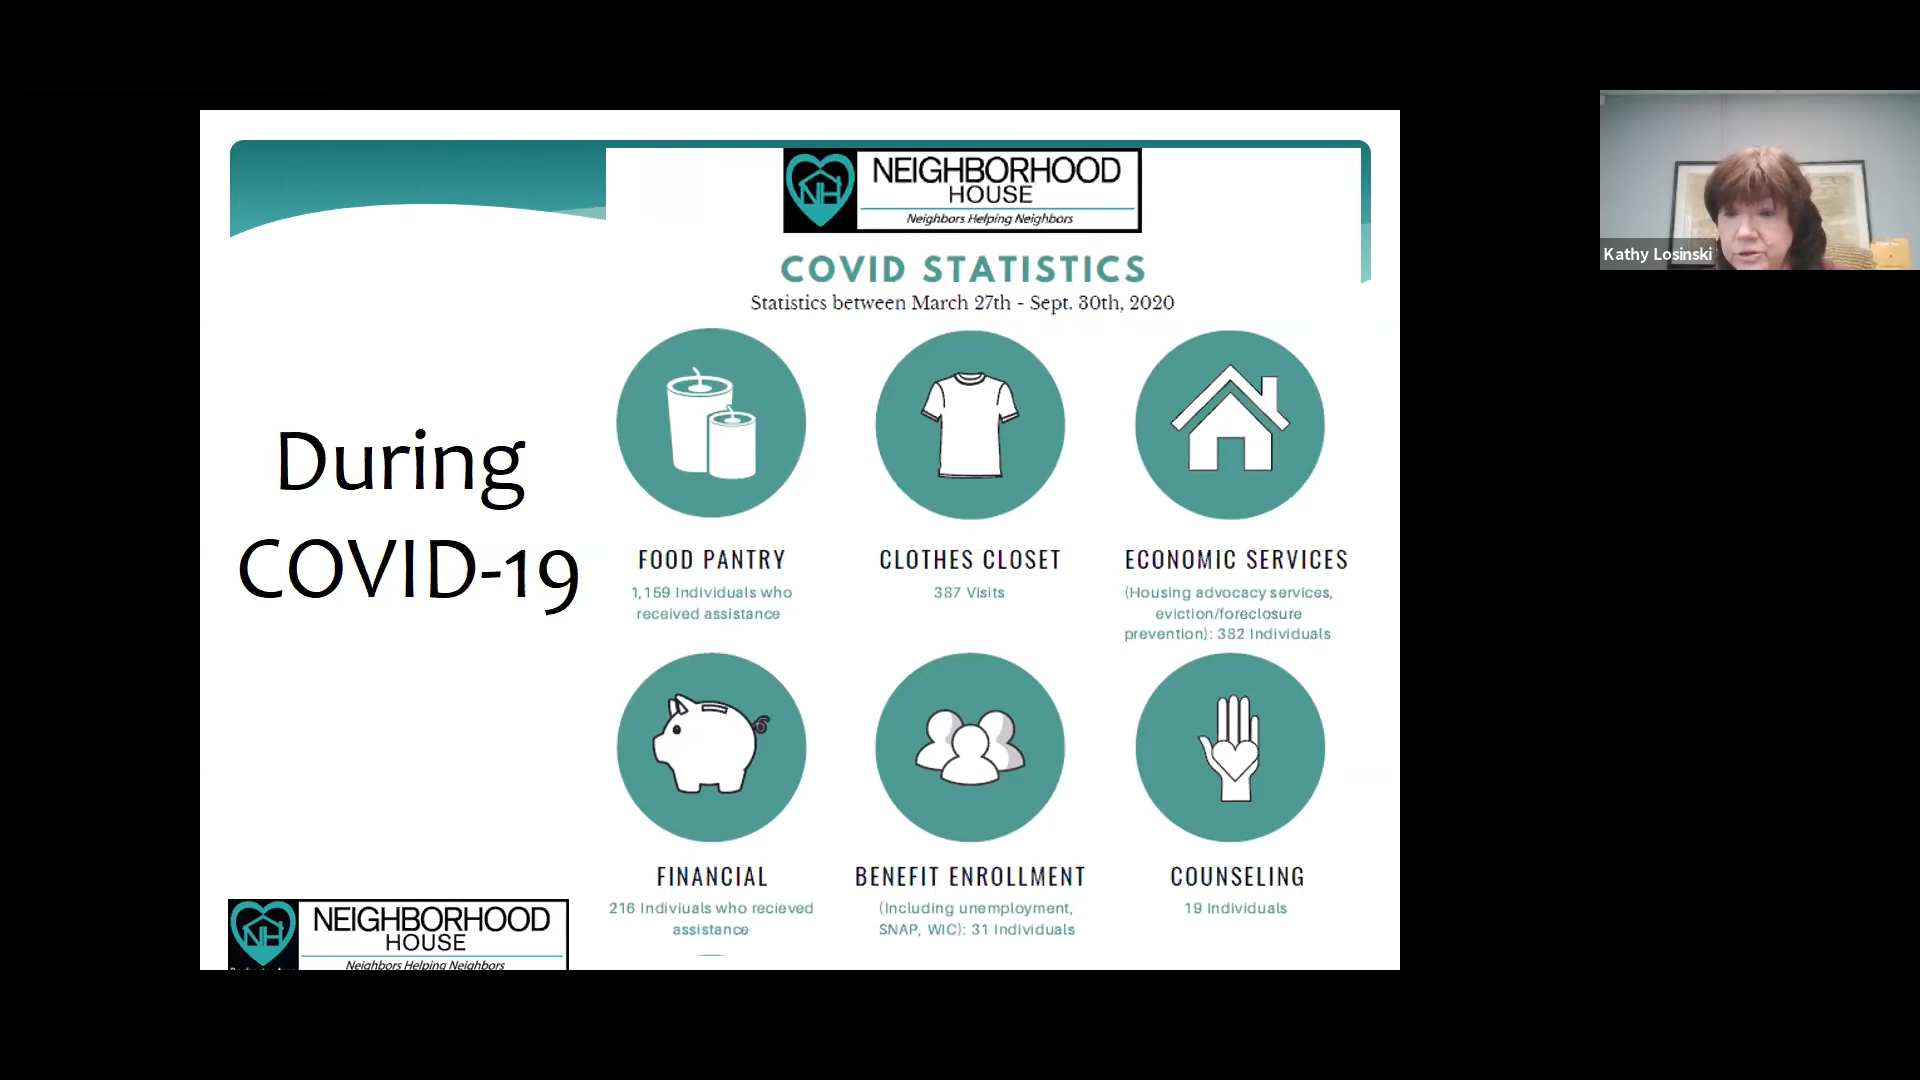 NEIGHBORHOOD
HOUSE
Neighbors Helping Neighbors
COVID STATISTICS
Statistics between March 27th - Sept. 30th, 2020
During
COVID-19
FOOD PANTRY
1,159 Individuals who
received assistance
CLOTHES CLOSET
387 Visits
ECONOMIC SERVICES
(Housing advocacy services,
eviction/foreclosure
prevention): 382 Individuals
FINANCIAL
216 Indiviuals who recieved
assistance
BENEFIT ENROLLMENT
(Including unemployment,
SNAP, WIC): 31 Individuals
COUNSELING
19 Individuals
NH
NEIGHBORHOOD
HOUSE
Neighbors Helping Neighbors
NH
Kathy Losinski